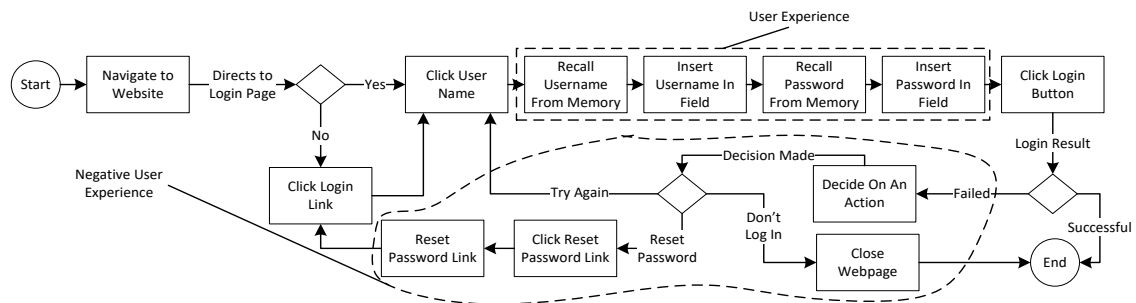 User Experience
Start
Navigate to
Website
Directs to
Login Page
Yes
No
Click User
Name
Recall
Username
From Memory
Insert
Username In
Field
Recall
Password
From Memory
Insert
Password In
Field
Click Login
Button
Login Result
Negative User
Experience
Click Login
Link
Try Again
Decision Made
Decide On An
Action
Failed
Successful
Don't
Log In
Reset
Password
Click Reset
Password Link
Reset
Password Link
Close
Webpage
End